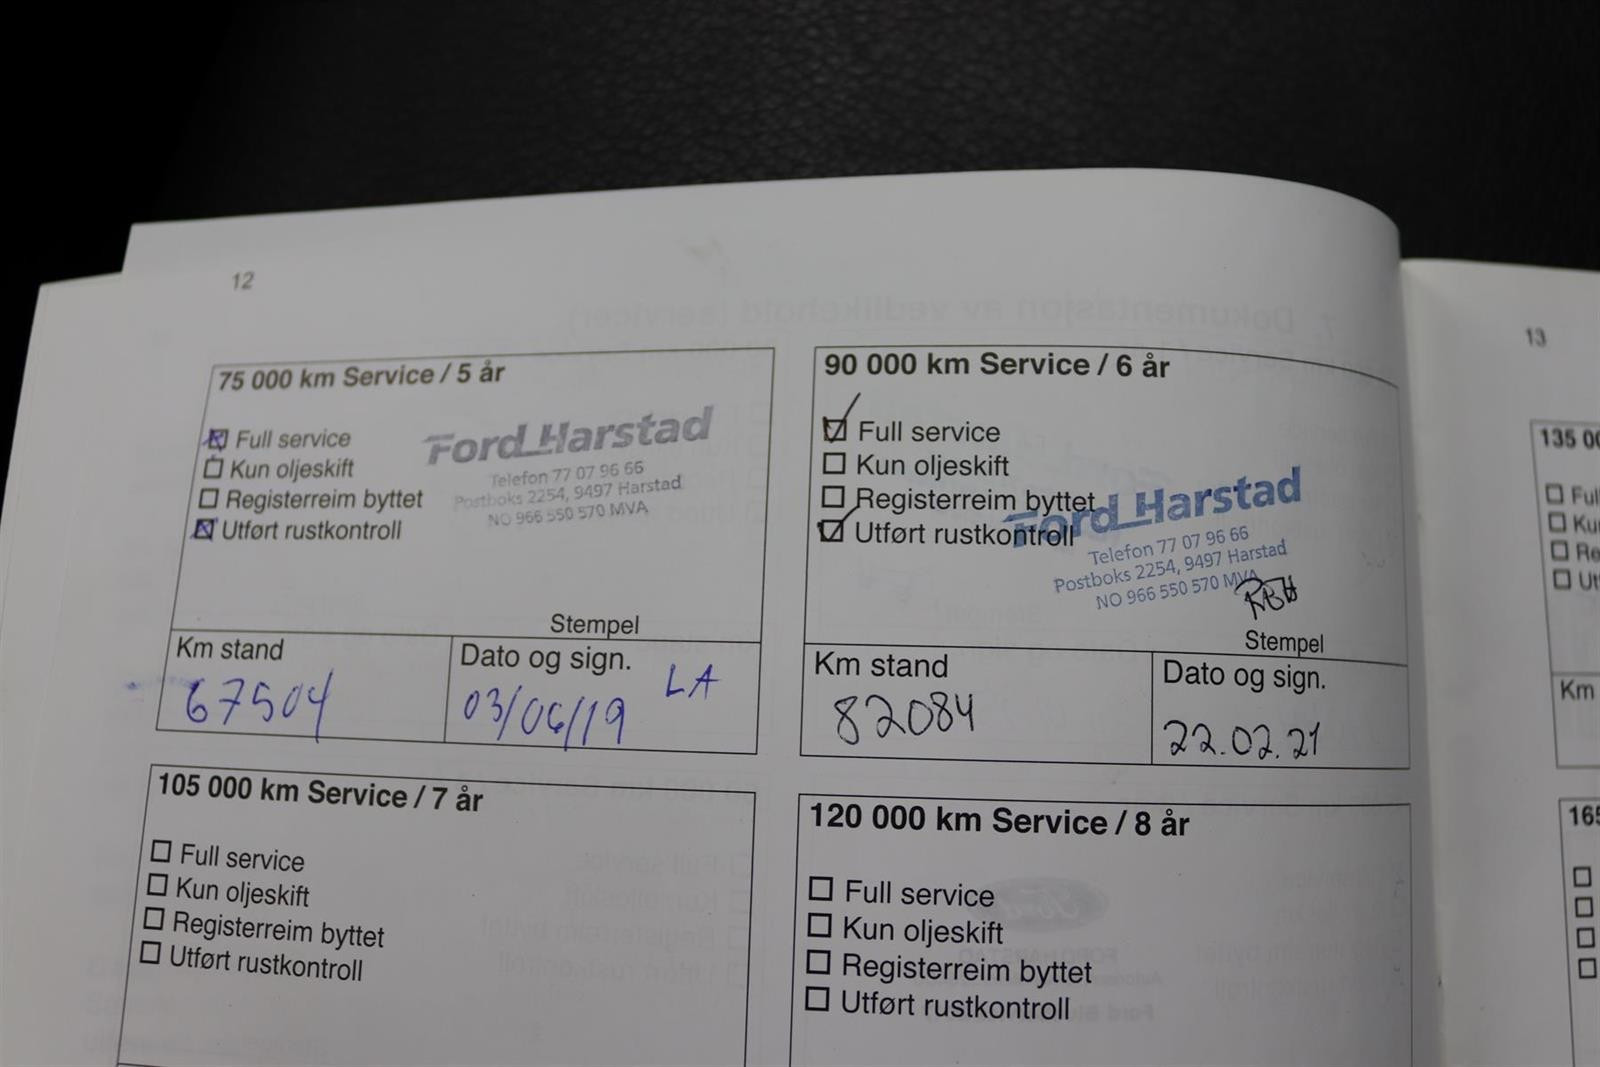 12
75 000 km Service / 5 år
Full service
Kun oljeskift
Registerreim byttet
Utført rustkontroll
Ford Harstad
Telefon 77 07 96 66
Postboks 2254, 9497 Harstad
NO 966 550 570 MVA
Stempel
Km stand
67504
Dato og sign.
03/06/19 LA
90 000 km Service / 6 år
Full service
Kun oljeskift
Registerreim byttet
Utført rustkontroll
Ford Harstad
Telefon 77 07 96 66
Postboks 2254, 9497 Harstad
NO 966 550 570 MVA
Stempel
Km stand
82084
Dato og sign.
22.02.21
105 000 km Service / 7 år
Full service
Kun oljeskift
Registerreim byttet
Utført rustkontroll
120 000 km Service / 8 år
Full service
Kun oljeskift
Registerreim byttet
Utført rustkontroll
13
Km